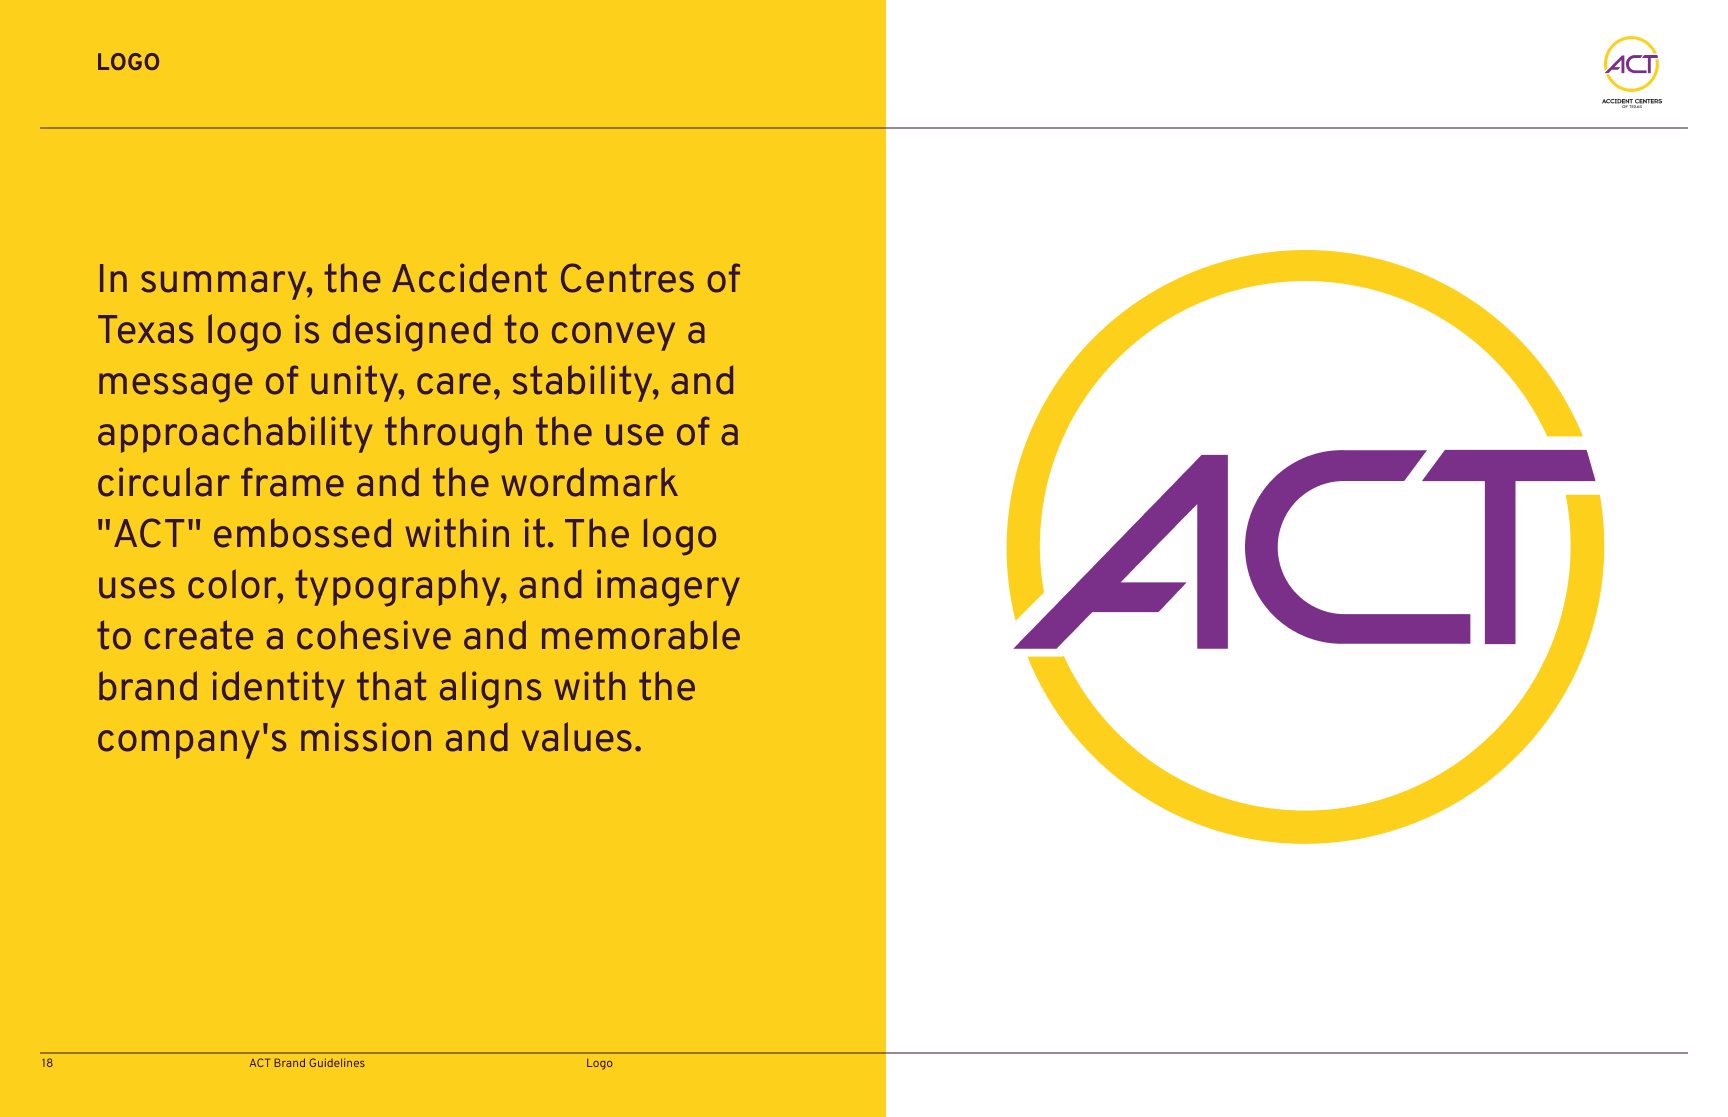 LOGO
ACT
ACCIDENT CENTERS
OF TEXAS
In summary, the Accident Centres of
Texas logo is designed to convey a
message of unity, care, stability, and
approachability through the use of a
circular frame and the wordmark
"ACT" embossed within it. The logo
uses color, typography, and imagery
to create a cohesive and memorable
brand identity that aligns with the
company's mission and values.
ACT
18
ACT Brand Guidelines
Logo